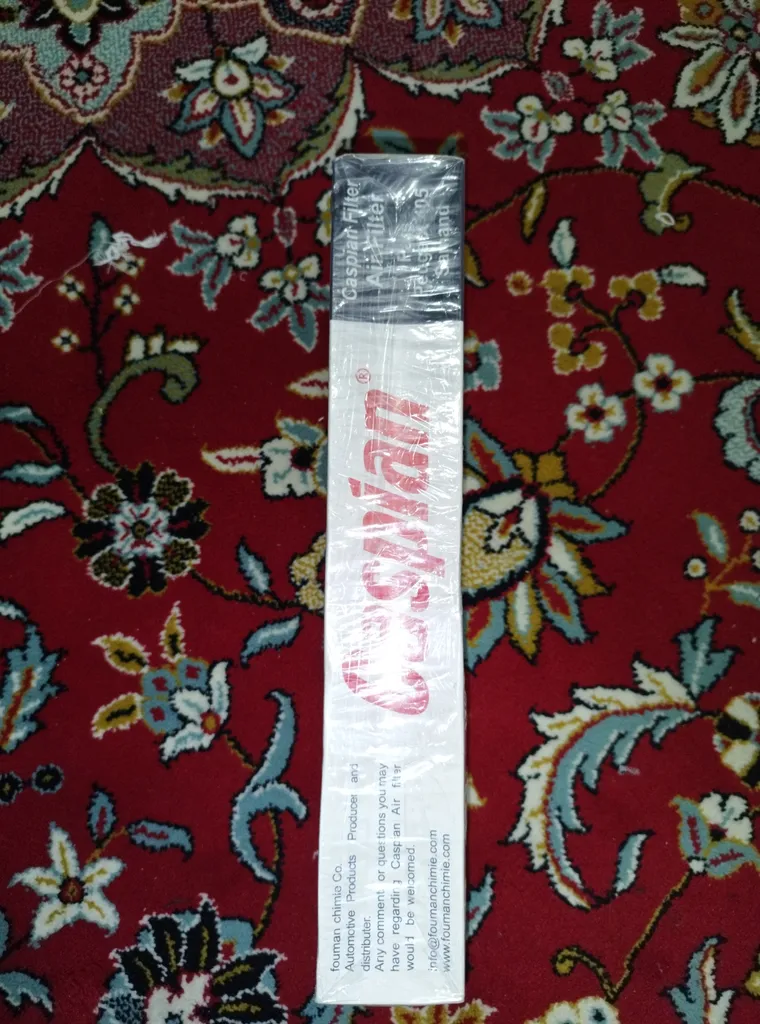 Caspian Filter
Air Filter
Samand
Caspian®
fouman chimie Co.
Automotive Products Producer and
distributer.
Any comment or questions you may
have regarding Caspian Air filter
would be welcomed.
info@foumanchimie.com
www.foumanchimie.com